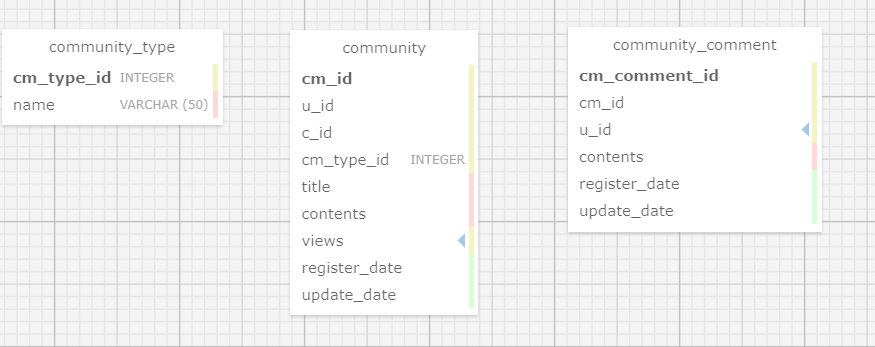 community_type
cm_type_id INTEGER
name VARCHAR (50)
community
cm_id
u_id
c_id
cm_type_id INTEGER
title
contents
views
register_date
update_date
community_comment
cm_comment_id
cm_id
u_id
contents
register_date
update_date